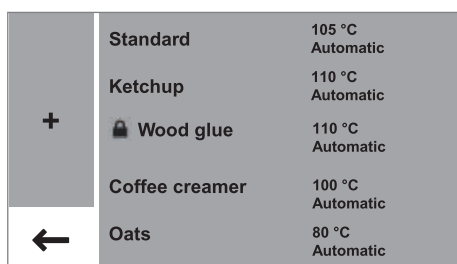 Standard 105 °C
Automatic
Ketchup 110 °C
Automatic
+
Wood glue 110 °C
Automatic
Coffee creamer 100 °C
Automatic
Oats 80 °C
Automatic